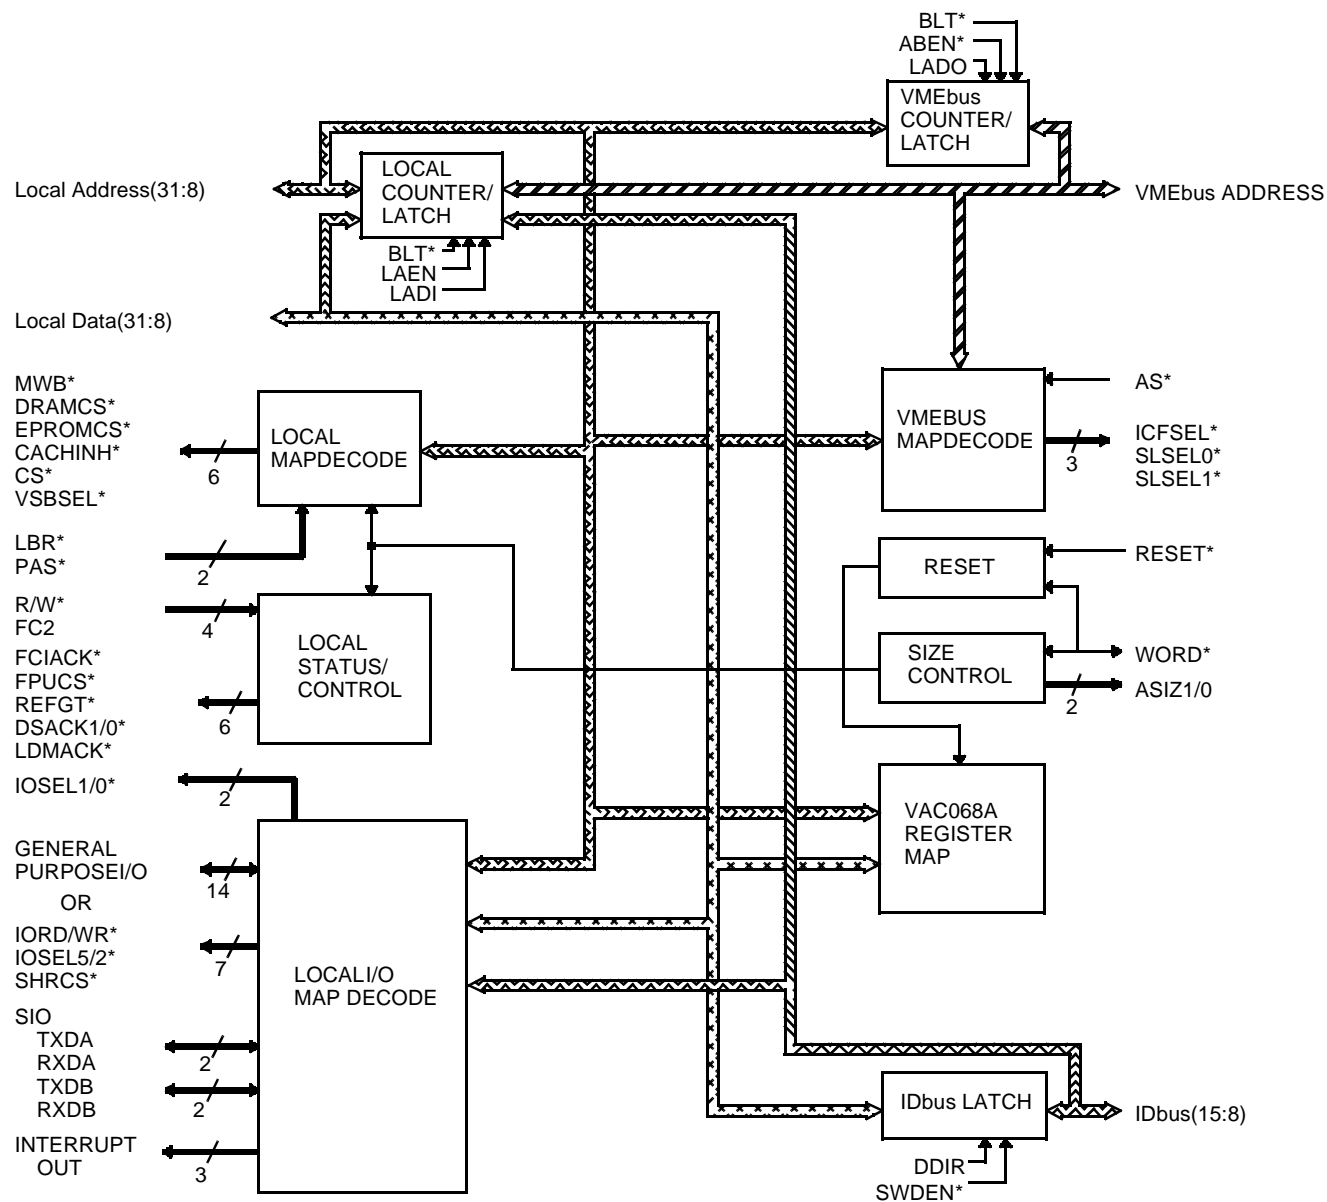 BLT*
ABEN*
LADO
VMEbus
COUNTER/
LATCH
LOCAL
COUNTER/
LATCH
Local Address(31:8)
VMEbus ADDRESS
BLT*
LAEN
LADI
Local Data(31:8)
MWB*
DRAMCS*
EPROMCS*
CACHINH*
CS*
VSBSEL*
6
LOCAL
MAPDECODE
VMEBUS
MAPDECODE
AS*
ICFSEL*
SLSEL0*
SLSEL1*
3
LBR*
PAS*
2
RESET
RESET*
R/W*
FC2
4
LOCAL
STATUS/
CONTROL
FCIACK*
FPUCS*
REFGT*
DSACK1/0*
LDMACK*
6
SIZE
CONTROL
WORD*
ASIZ1/0
2
IOSEL1/0*
2
VAC068A
REGISTER
MAP
GENERAL
PURPOSEI/O
14
OR
IORD/WR*
IOSEL5/2*
SHRCS*
7
LOCALI/O
MAP DECODE
SIO
TXDA
RXDA
2
TXDB
RXDB
2
INTERRUPT
OUT
3
IDbus LATCH
IDbus(15:8)
DDIR
SWDEN*